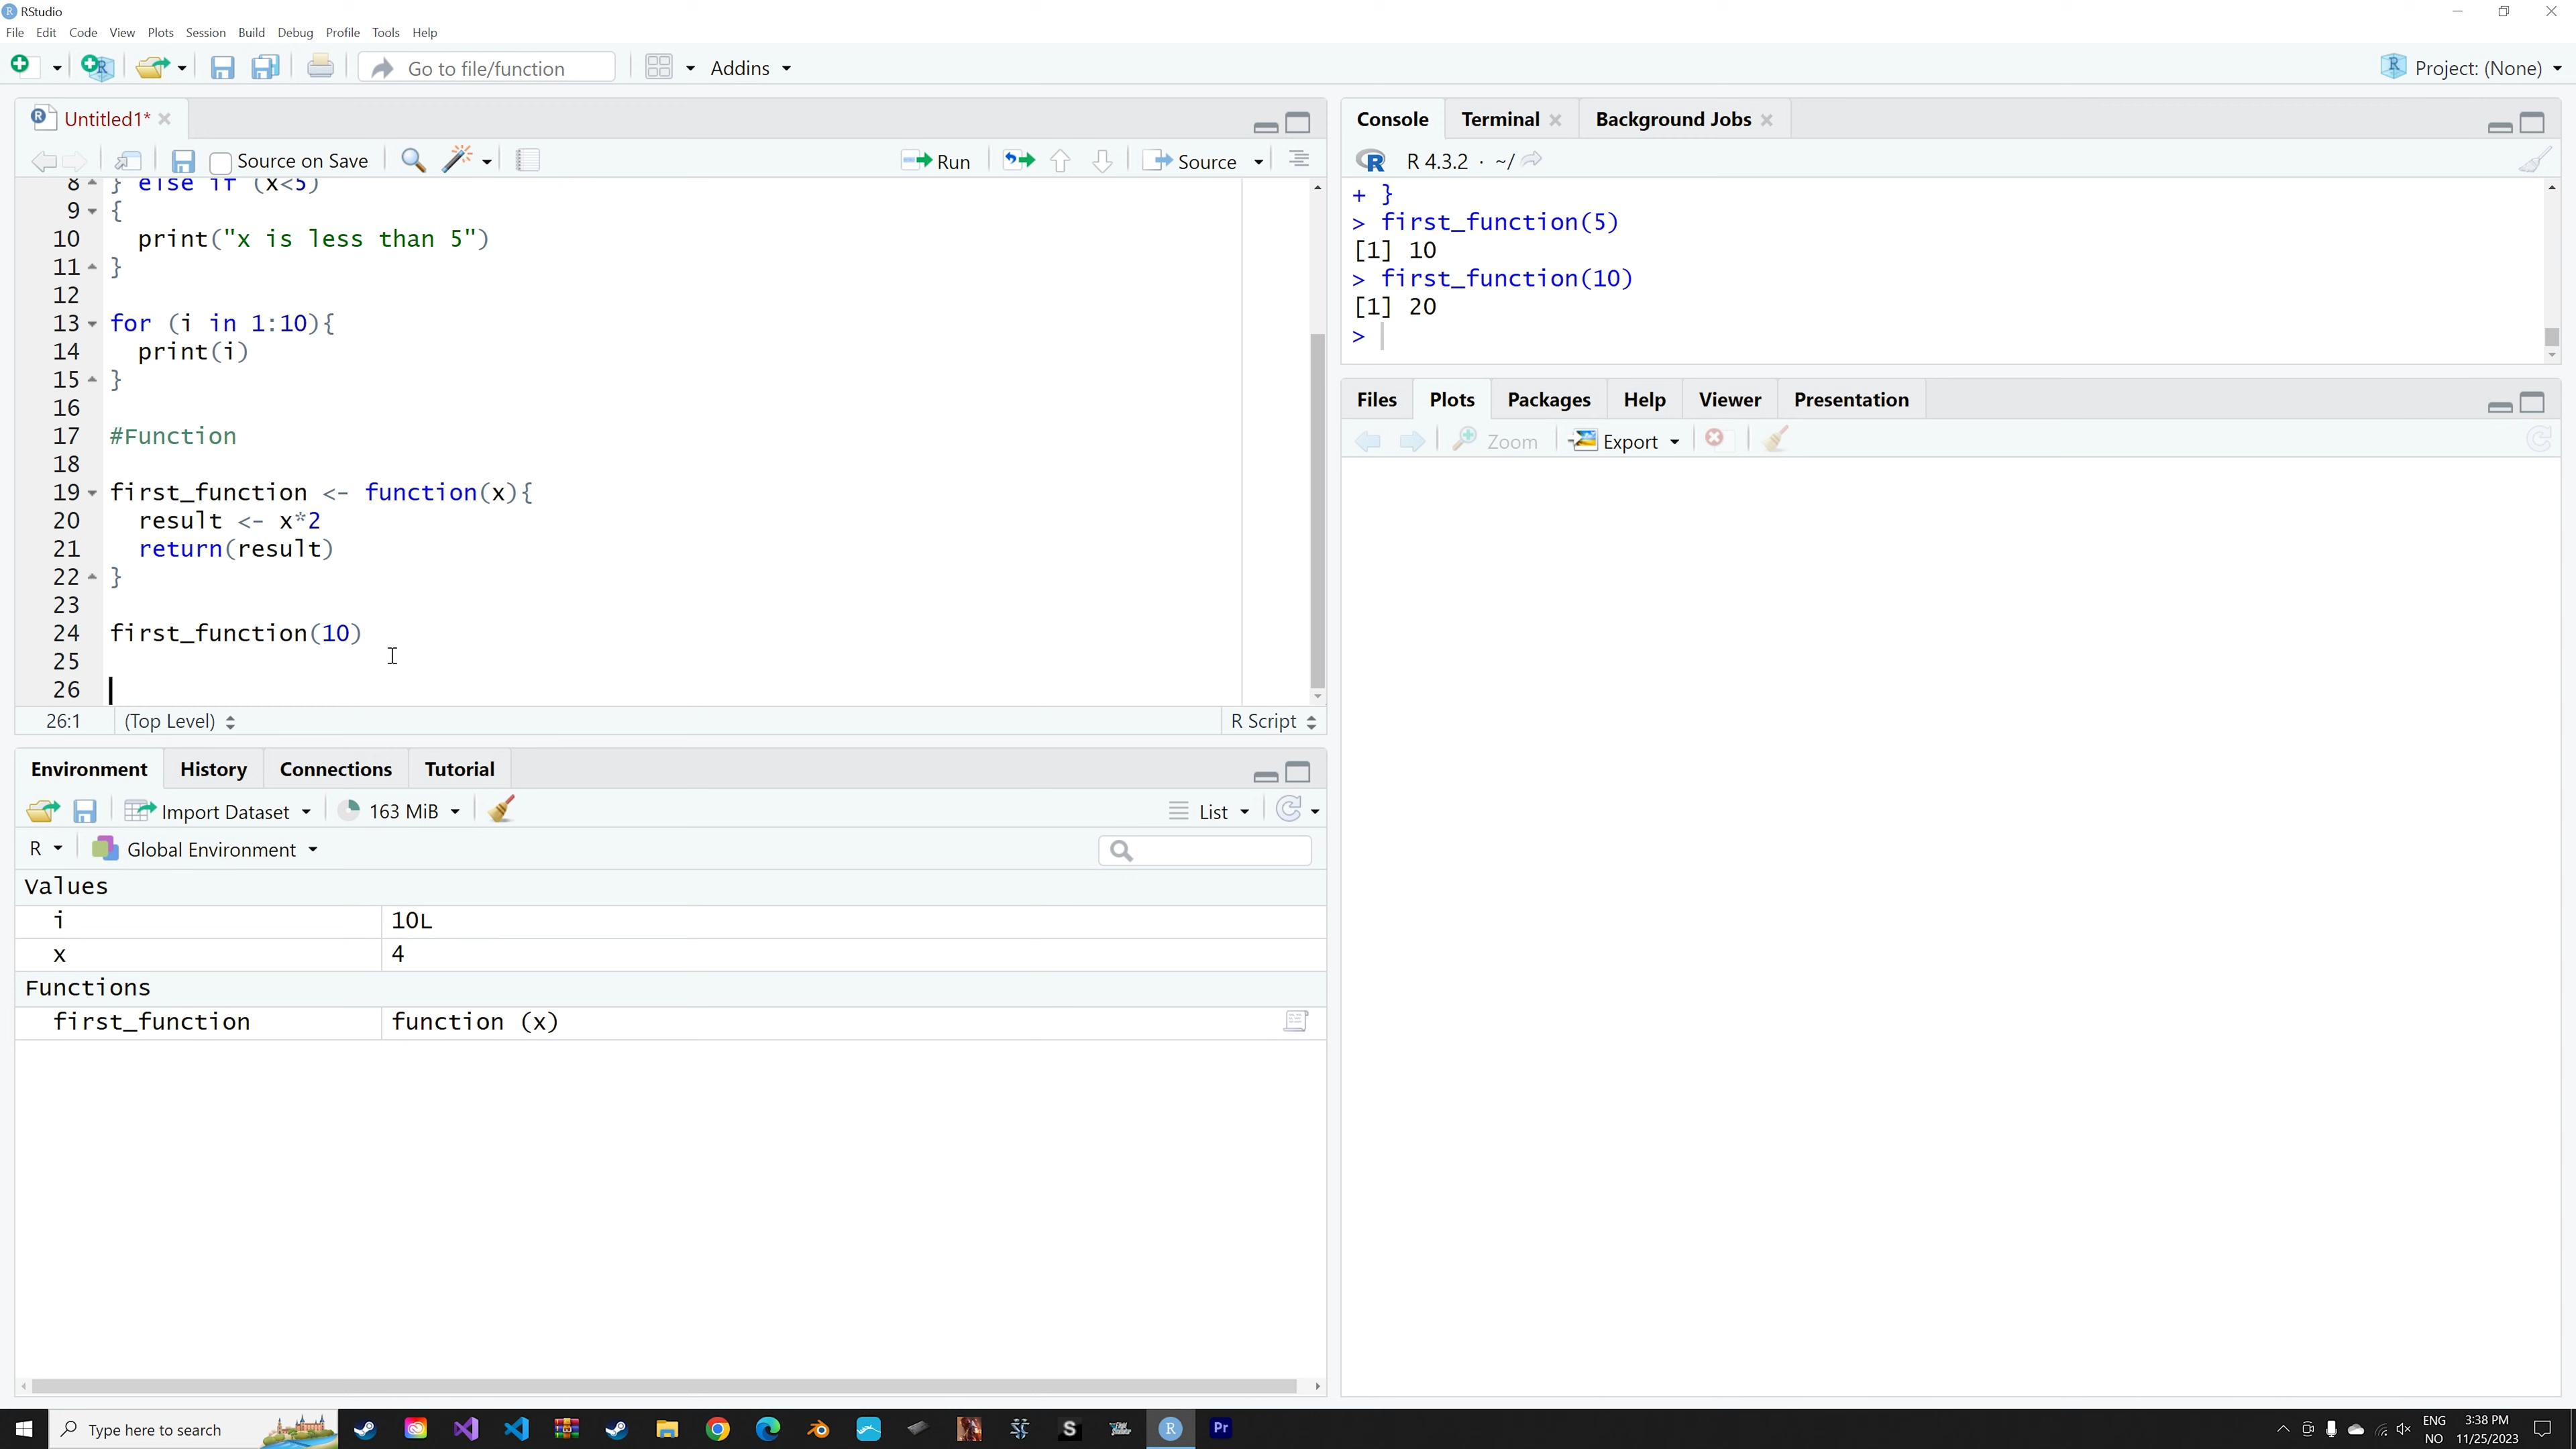 RStudio
File Edit Code View Plots Session Build Debug Profile Tools Help
Go to file/function Addins Project: (None)
Untitled1*
Source on Save Run Source
8 } else if (x<5)
9 {
10 print("x is less than 5")
11 }
12
13 for (i in 1:10){
14 print(i)
15 }
16
17 #Function
18
19 first_function <- function(x){
20 result <- x*2
21 return(result)
22 }
23
24 first_function(10)
25
26
26:1 (Top Level) R Script
Environment History Connections Tutorial
Import Dataset 163 MiB List
R Global Environment
Values
i 10L
x 4
Functions
first_function function (x)
Console Terminal Background Jobs
R 4.3.2 · ~/
+ }
> first_function(5)
[1] 10
> first_function(10)
[1] 20
>
Files Plots Packages Help Viewer Presentation
Zoom Export
Type here to search
Pr
ENG
NO
3:38 PM
11/25/2023